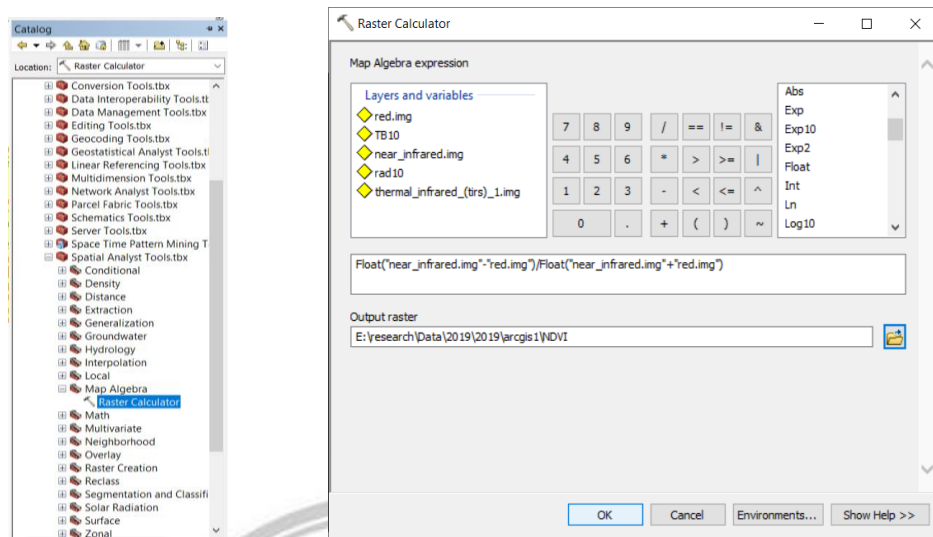 Catalog
Location: Raster Calculator
Conversion Tools.tbx
Data Interoperability Tools.tb
Data Management Tools.tbx
Editing Tools.tbx
Geocoding Tools.tbx
Geostatistical Analyst Tools.tl
Linear Referencing Tools.tbx
Multidimension Tools.tbx
Network Analyst Tools.tbx
Parcel Fabric Tools.tbx
Schematics Tools.tbx
Server Tools.tbx
Space Time Pattern Mining T
Spatial Analyst Tools.tbx
Conditional
Density
Distance
Extraction
Generalization
Groundwater
Hydrology
Interpolation
Local
Map Algebra
Raster Calculator
Math
Multivariate
Neighborhood
Overlay
Raster Creation
Reclass
Segmentation and Classifi
Solar Radiation
Surface
Zonal
Raster Calculator
Map Algebra expression
Layers and variables
red.img
TB10
near_infrared.img
rad10
thermal_infrared_(tirs)_1.img
7 8 9 / == != &
4 5 6 * > >= |
1 2 3 - < <= ^
0 . + ( ) ~
Abs
Exp
Exp10
Exp2
Float
Int
Ln
Log10
Float("near_infrared.img"-"red.img")/Float("near_infrared.img"+"red.img")
Output raster
E:\research\Data\2019\2019\arcgis1\NDVI
OK Cancel Environments... Show Help >>